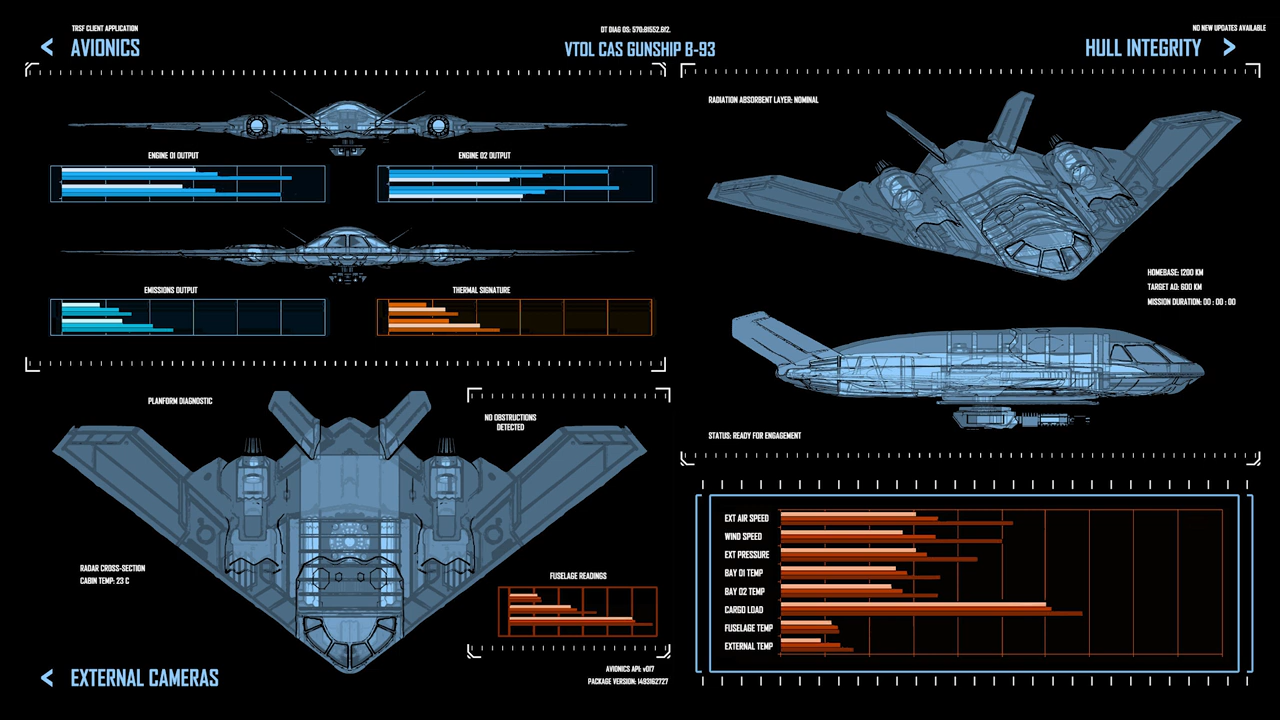 TRSF CLIENT APPLICATION
< AVIONICS
DT DIAG OS: 570:B1552.B12.
VTOL CAS GUNSHIP B-93
NO NEW UPDATES AVAILABLE
HULL INTEGRITY >
ENGINE 01 OUTPUT
ENGINE 02 OUTPUT
EMISSIONS OUTPUT
THERMAL SIGNATURE
RADIATION ABSORBENT LAYER: NOMINAL
HOMEBASE: 1200 KM
TARGET AO: 600 KM
MISSION DURATION: 00 : 00 : 00
STATUS: READY FOR ENGAGEMENT
PLANFORM DIAGNOSTIC
NO OBSTRUCTIONS
DETECTED
RADAR CROSS-SECTION
CABIN TEMP: 23 C
FUSELAGE READINGS
EXT AIR SPEED
WIND SPEED
EXT PRESSURE
BAY 01 TEMP
BAY 02 TEMP
CARGO LOAD
FUSELAGE TEMP
EXTERNAL TEMP
< EXTERNAL CAMERAS
AVIONICS API: v017
PACKAGE VERSION: 1493162727